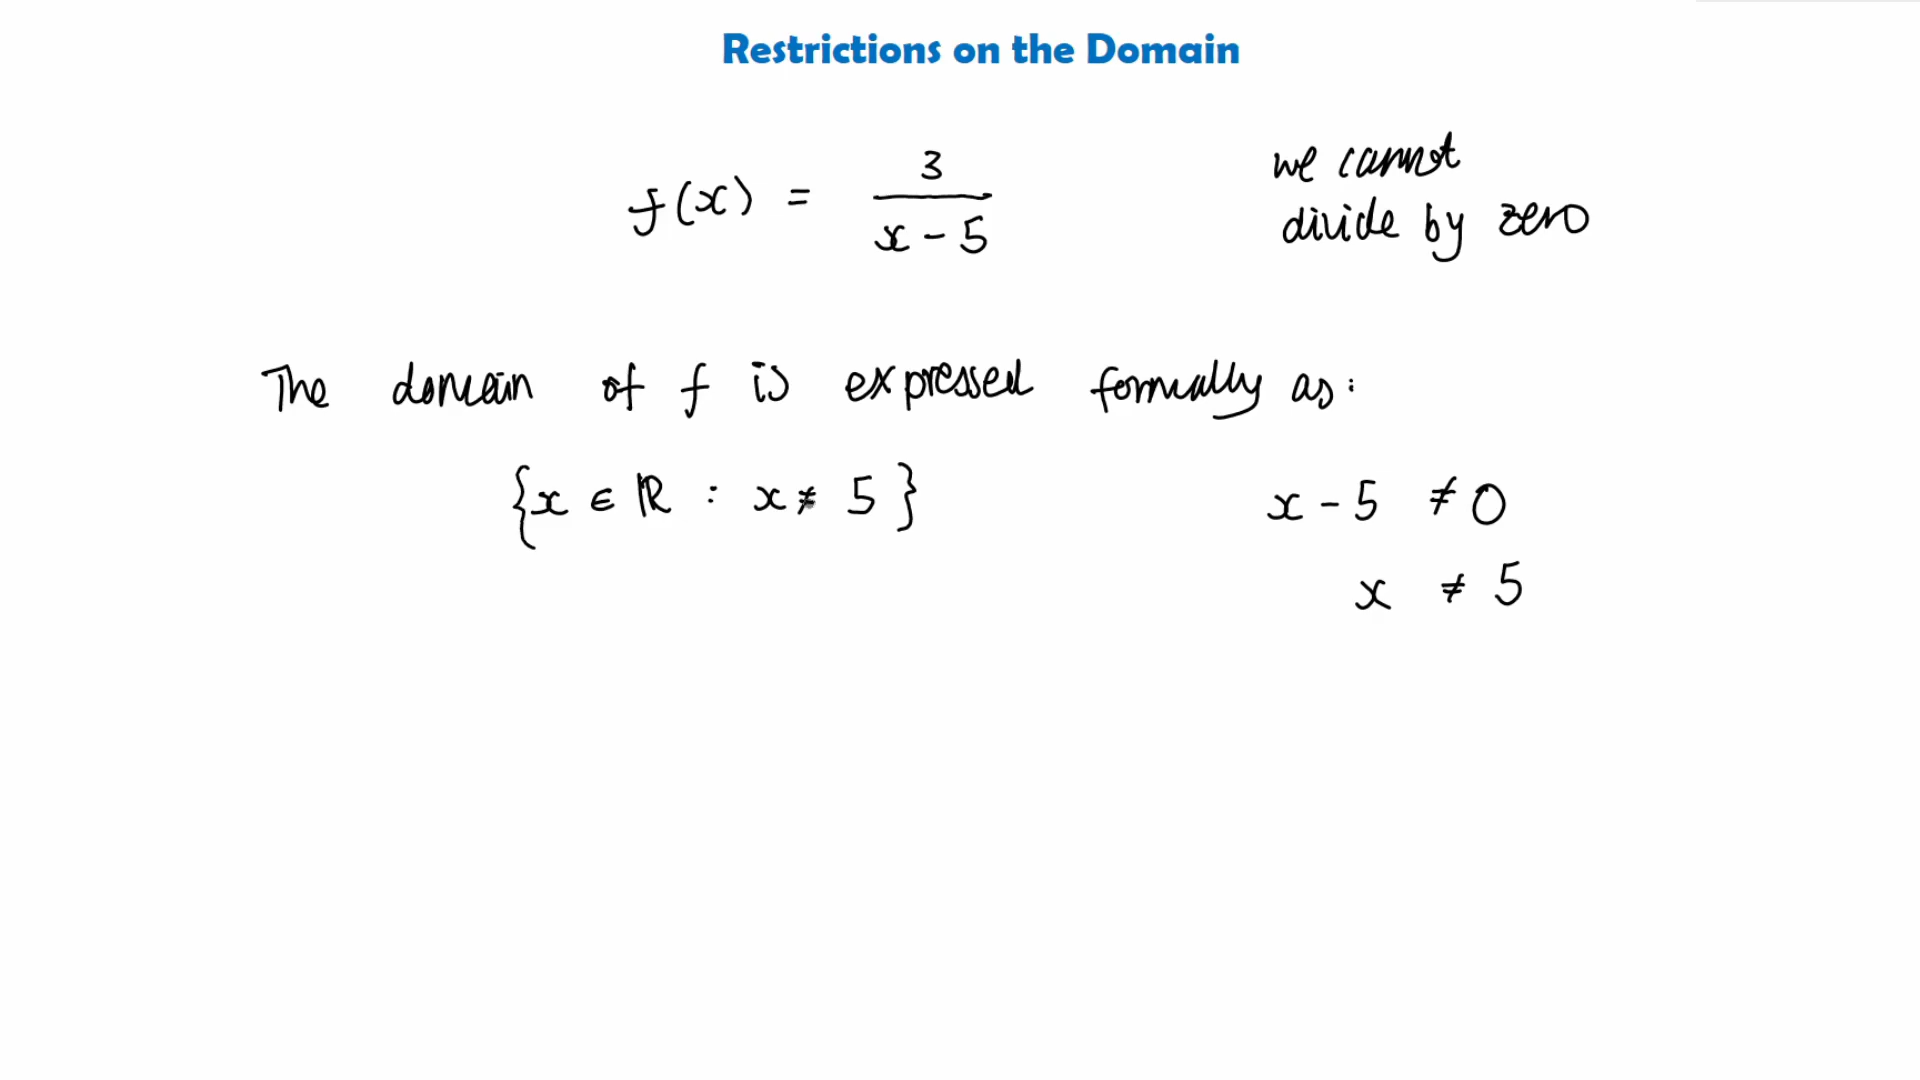 Restrictions on the Domain
f(x) = 3/(x - 5)
we cannot
divide by zero
The domain of f is expressed formally as:
{x ∈ ℝ : x ≠ 5}
x - 5 ≠ 0
x ≠ 5